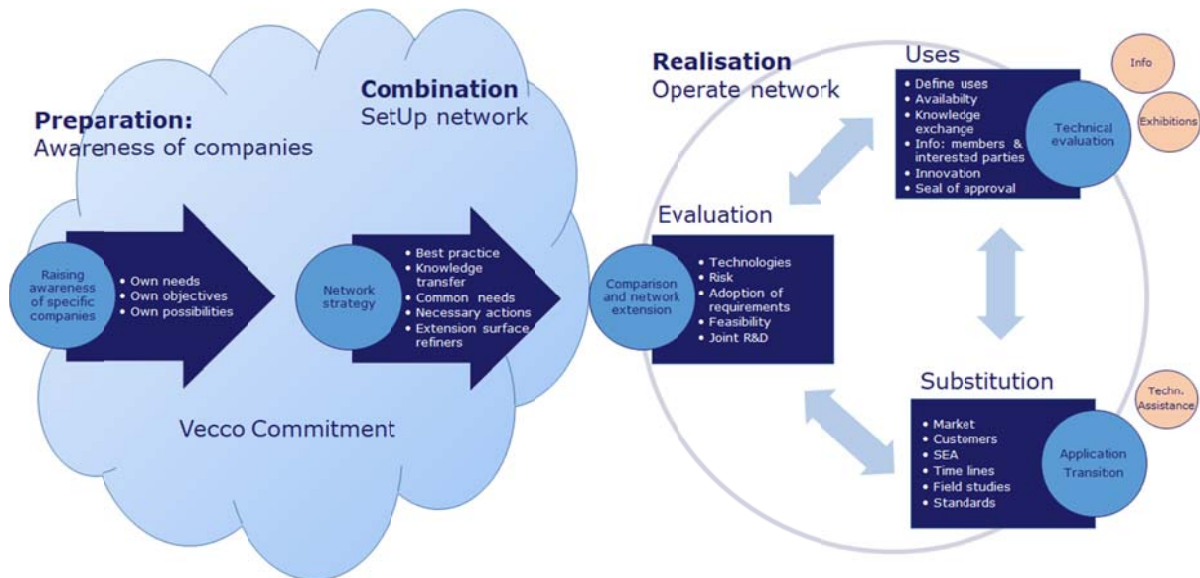 Preparation:
Awareness of companies
Raising
awareness
of specific
companies
• Own needs
• Own objectives
• Own possibilities
Combination
SetUp network
Network
strategy
• Best practice
• Knowledge
transfer
• Common needs
• Necessary actions
• Extension surface
refiners
Vecco Commitment
Realisation
Operate network
Evaluation
Comparison
and network
extension
• Technologies
• Risk
• Adoption of
requirements
• Feasibility
• Joint R&D
Uses
• Define uses
• Availabilty
• Knowledge
exchange
• Info: members &
interested parties
• Innovation
• Seal of approval
Technical
evaluation
Info
Exhibitions
Substitution
• Market
• Customers
• SEA
• Time lines
• Field studies
• Standards
Application
Transition
Techn.
Assistance